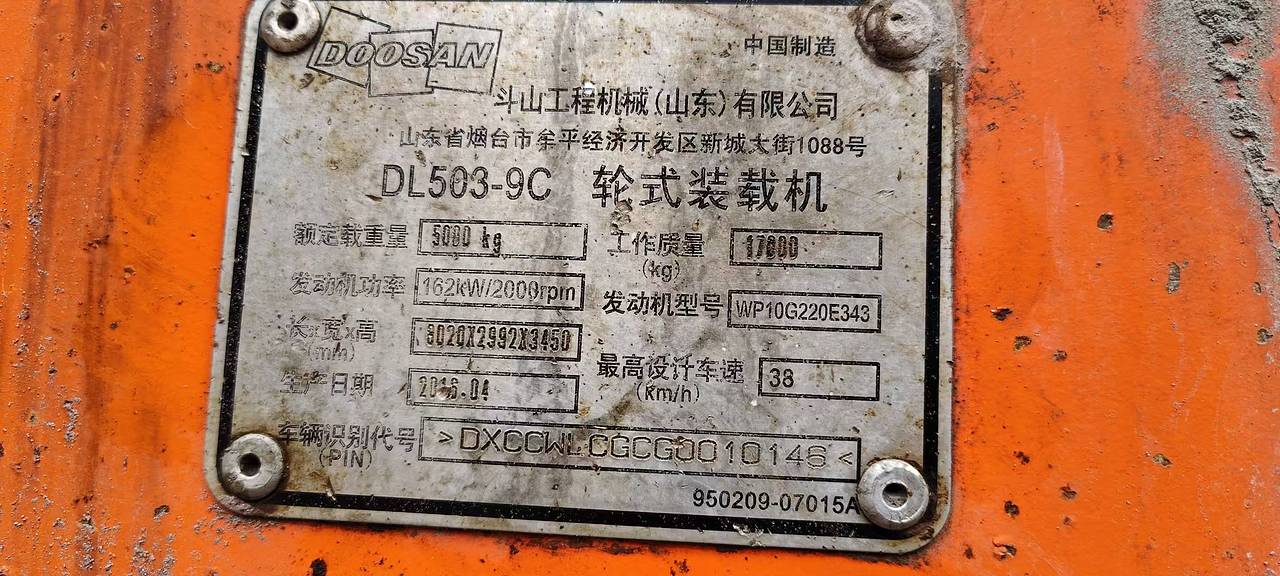 DOOSAN
中国制造
斗山工程机械(山东)有限公司
山东省烟台市牟平经济开发区新城大街1088号
DL503-9C 轮式装载机
额定载重量 5000 kg 工作质量(kg) 17600
发动机功率 162kW/2000rpm 发动机型号 WP10G220E343
长x宽x高(mm) 8020X2992X3450
最高设计车速(km/h) 38
生产日期 2016.04
车辆识别代号(PIN) >DXCCWLCGCG0010146<
950209-07015A